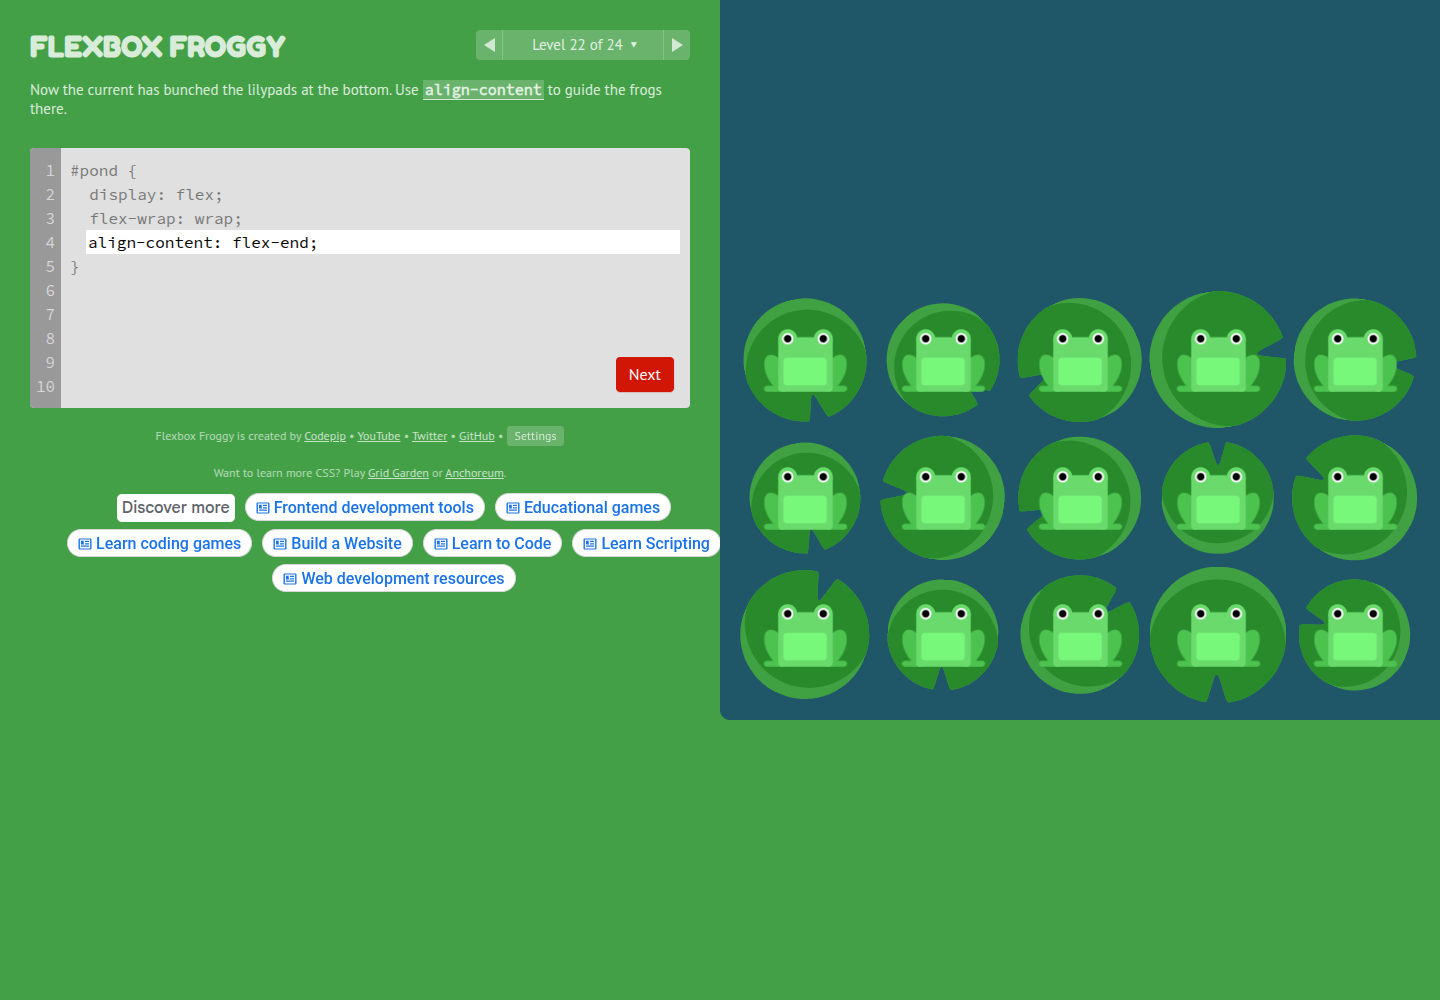 FLEXBOX FROGGY
Level 22 of 24 ▼
Now the current has bunched the lilypads at the bottom. Use align-content to guide the frogs
there.
1 #pond {
2 display: flex;
3 flex-wrap: wrap;
4 align-content: flex-end;
5 }
6
7
8
9
10
Next
Flexbox Froggy is created by Codepip • YouTube • Twitter • GitHub • Settings
Want to learn more CSS? Play Grid Garden or Anchoreum.
Discover more Frontend development tools Educational games
Learn coding games Build a Website Learn to Code Learn Scripting
Web development resources